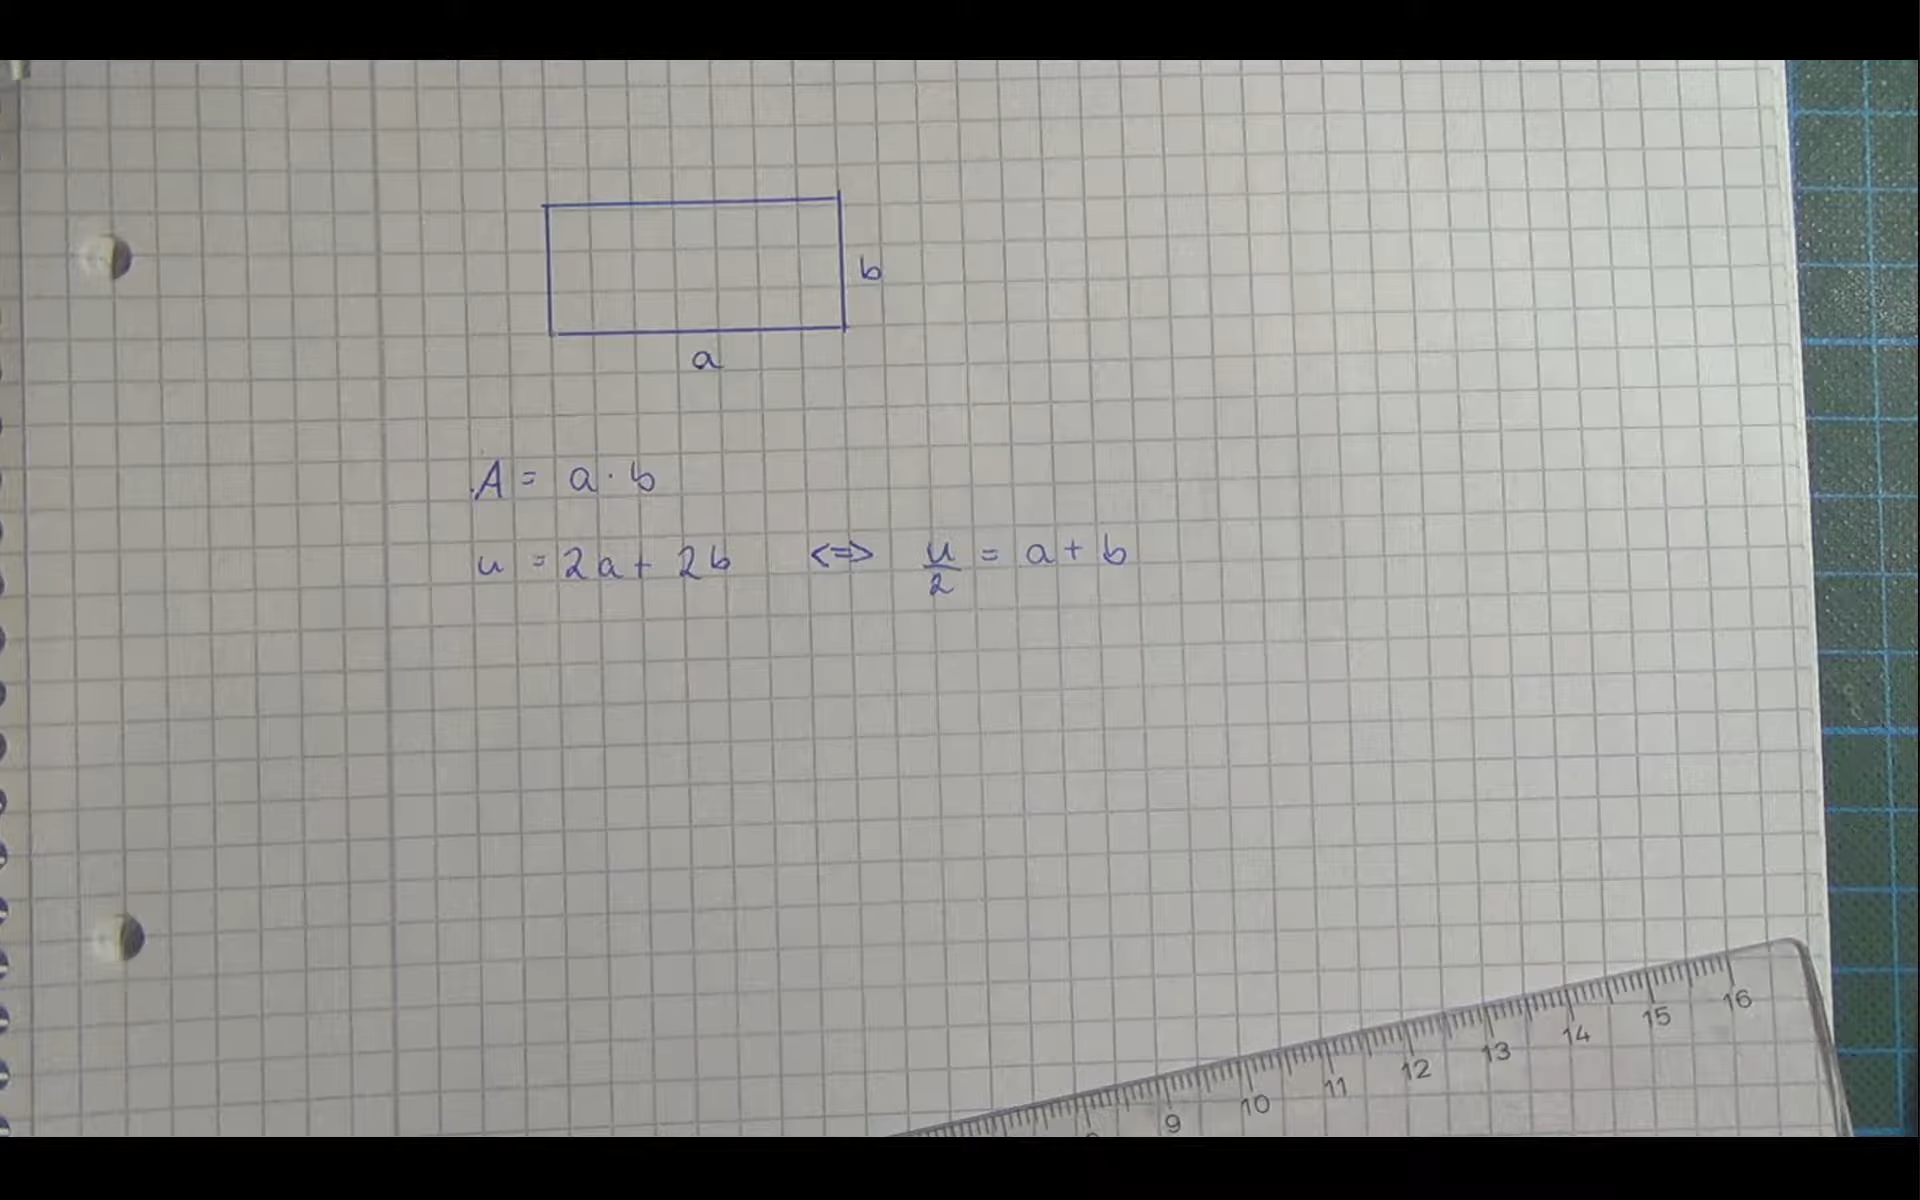 b
a
A = a · b
u = 2a + 2b <=> u/2 = a + b
9 10 11 12 13 14 15 16